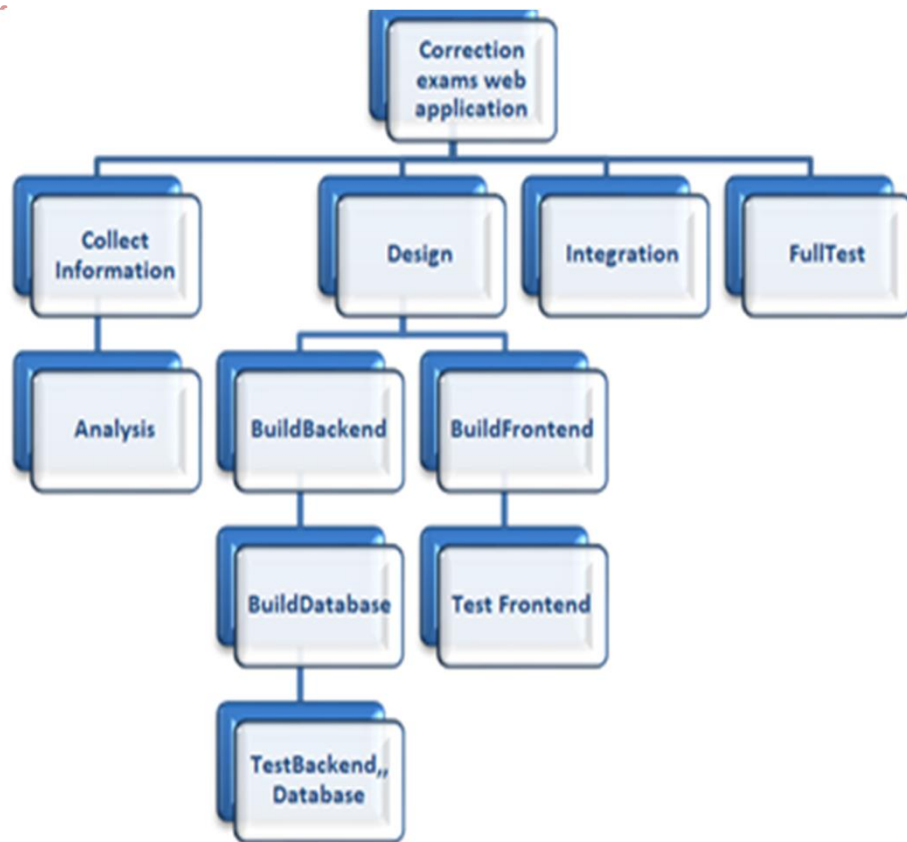 Correction
exams web
application
Collect
Information
Design
Integration
FullTest
Analysis
BuildBackend
BuildFrontend
BuildDatabase
Test Frontend
TestBackend,,
Database